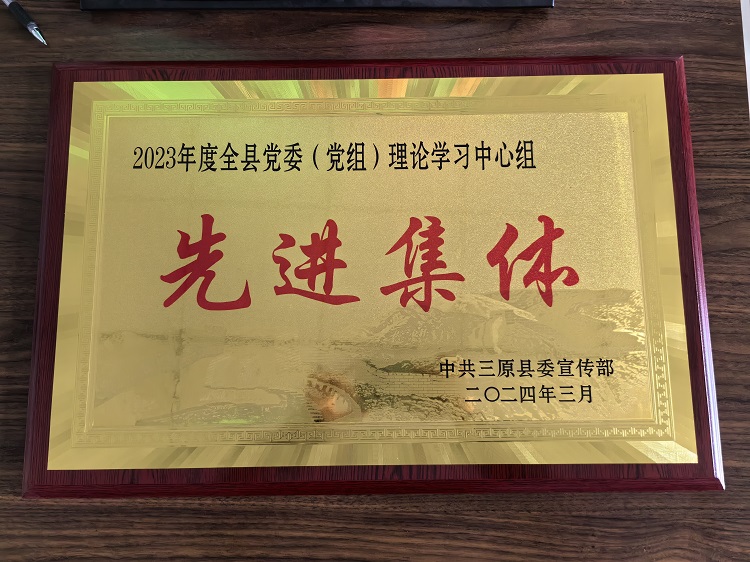 2023年度全县党委（党组）理论学习中心组
先进集体
中共三原县委宣传部
二〇二四年三月